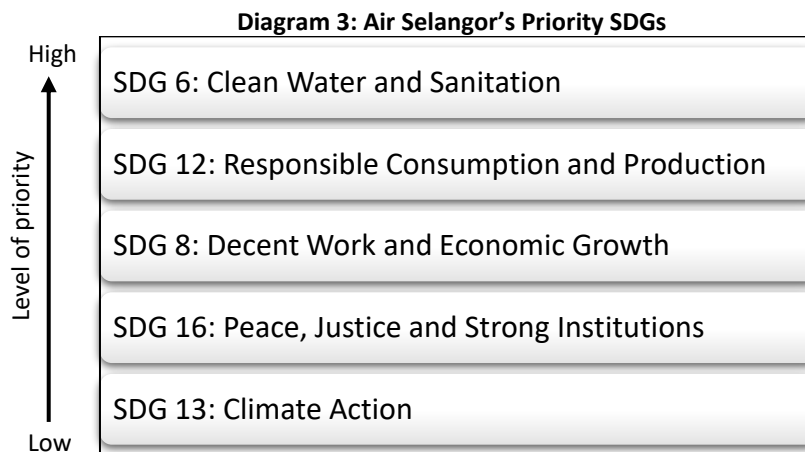 Diagram 3: Air Selangor’s Priority SDGs
High
Level of priority
Low
SDG 6: Clean Water and Sanitation
SDG 12: Responsible Consumption and Production
SDG 8: Decent Work and Economic Growth
SDG 16: Peace, Justice and Strong Institutions
SDG 13: Climate Action